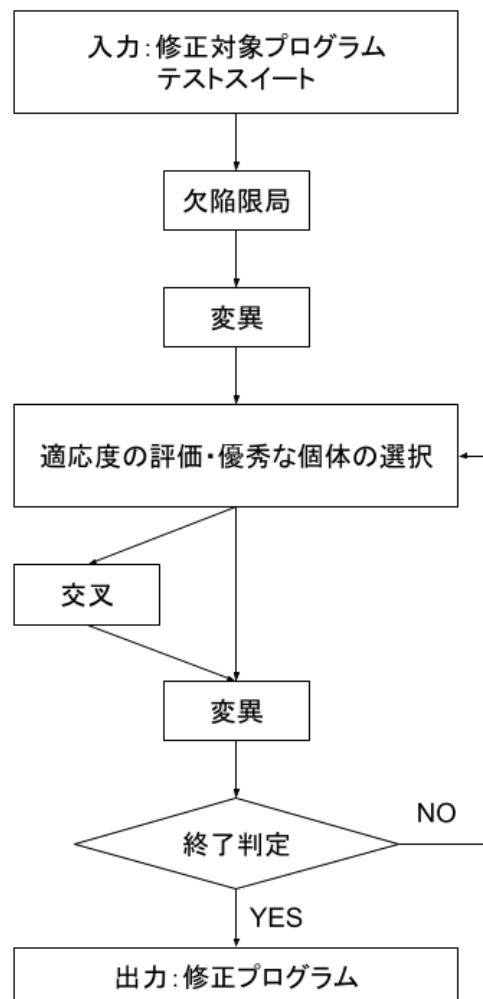 入力：修正対象プログラム
テストスイート
欠陥限局
変異
適応度の評価・優秀な個体の選択
交叉
変異
終了判定
NO
YES
出力：修正プログラム